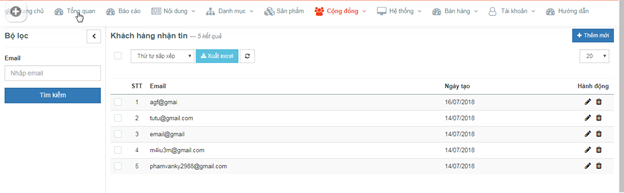 Tổng quan Báo cáo Nội dung Danh mục Sản phẩm Cộng đồng Hệ thống Bán hàng Tài khoản Hướng dẫn
Bộ lọc
Email
Nhập email
Tìm kiếm
Khách hàng nhận tin — 5 kết quả
Thêm mới
Thứ tự sắp xếp Xuất excel 20
STT Email Ngày tạo Hành động
1 agf@gmai 16/07/2018
2 tutu@gmail.com 14/07/2018
3 email@gmail 14/07/2018
4 m4iu3m@gmail.com 14/07/2018
5 phamvanky2988@gmail.com 14/07/2018